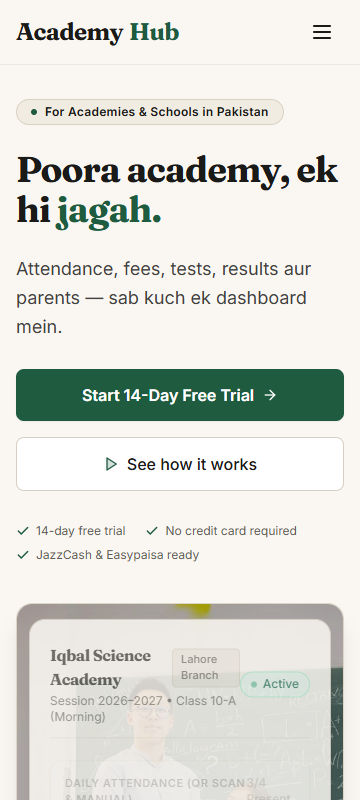 Academy Hub
For Academies & Schools in Pakistan
Poora academy, ek
hi jagah.
Attendance, fees, tests, results aur
parents — sab kuch ek dashboard
mein.
Start 14-Day Free Trial →
See how it works
14-day free trial
No credit card required
JazzCash & Easypaisa ready
Iqbal Science
Academy
Lahore
Branch
Active
Session 2026–2027 • Class 10-A
(Morning)
DAILY ATTENDANCE (QR SCAN
& MANUAL)
3/4
Present